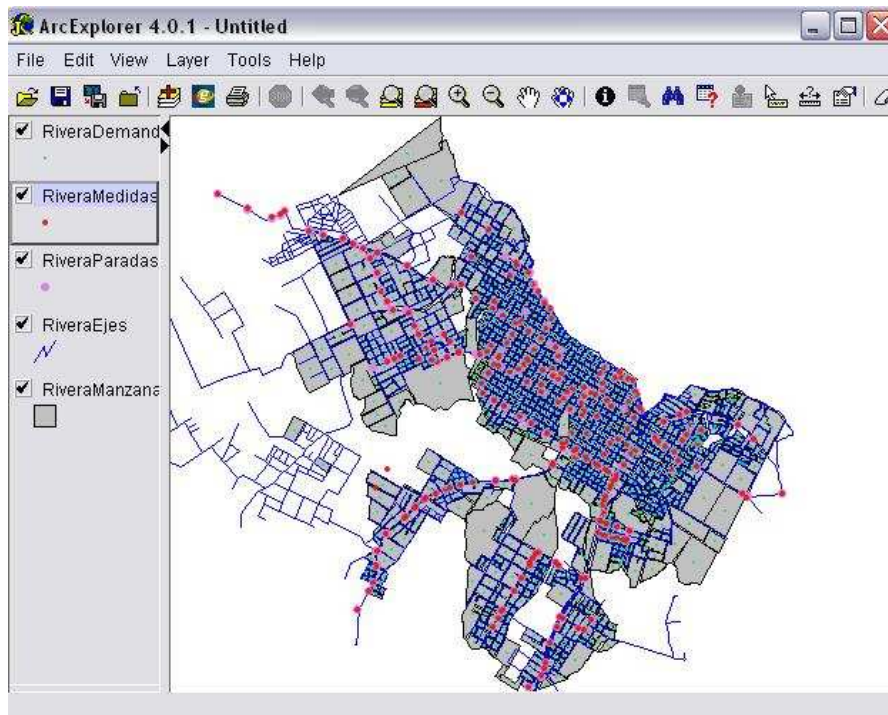 ArcExplorer 4.0.1 - Untitled
File Edit View Layer Tools Help
RiveraDemand
RiveraMedidas
RiveraParadas
RiveraEjes
RiveraManzana